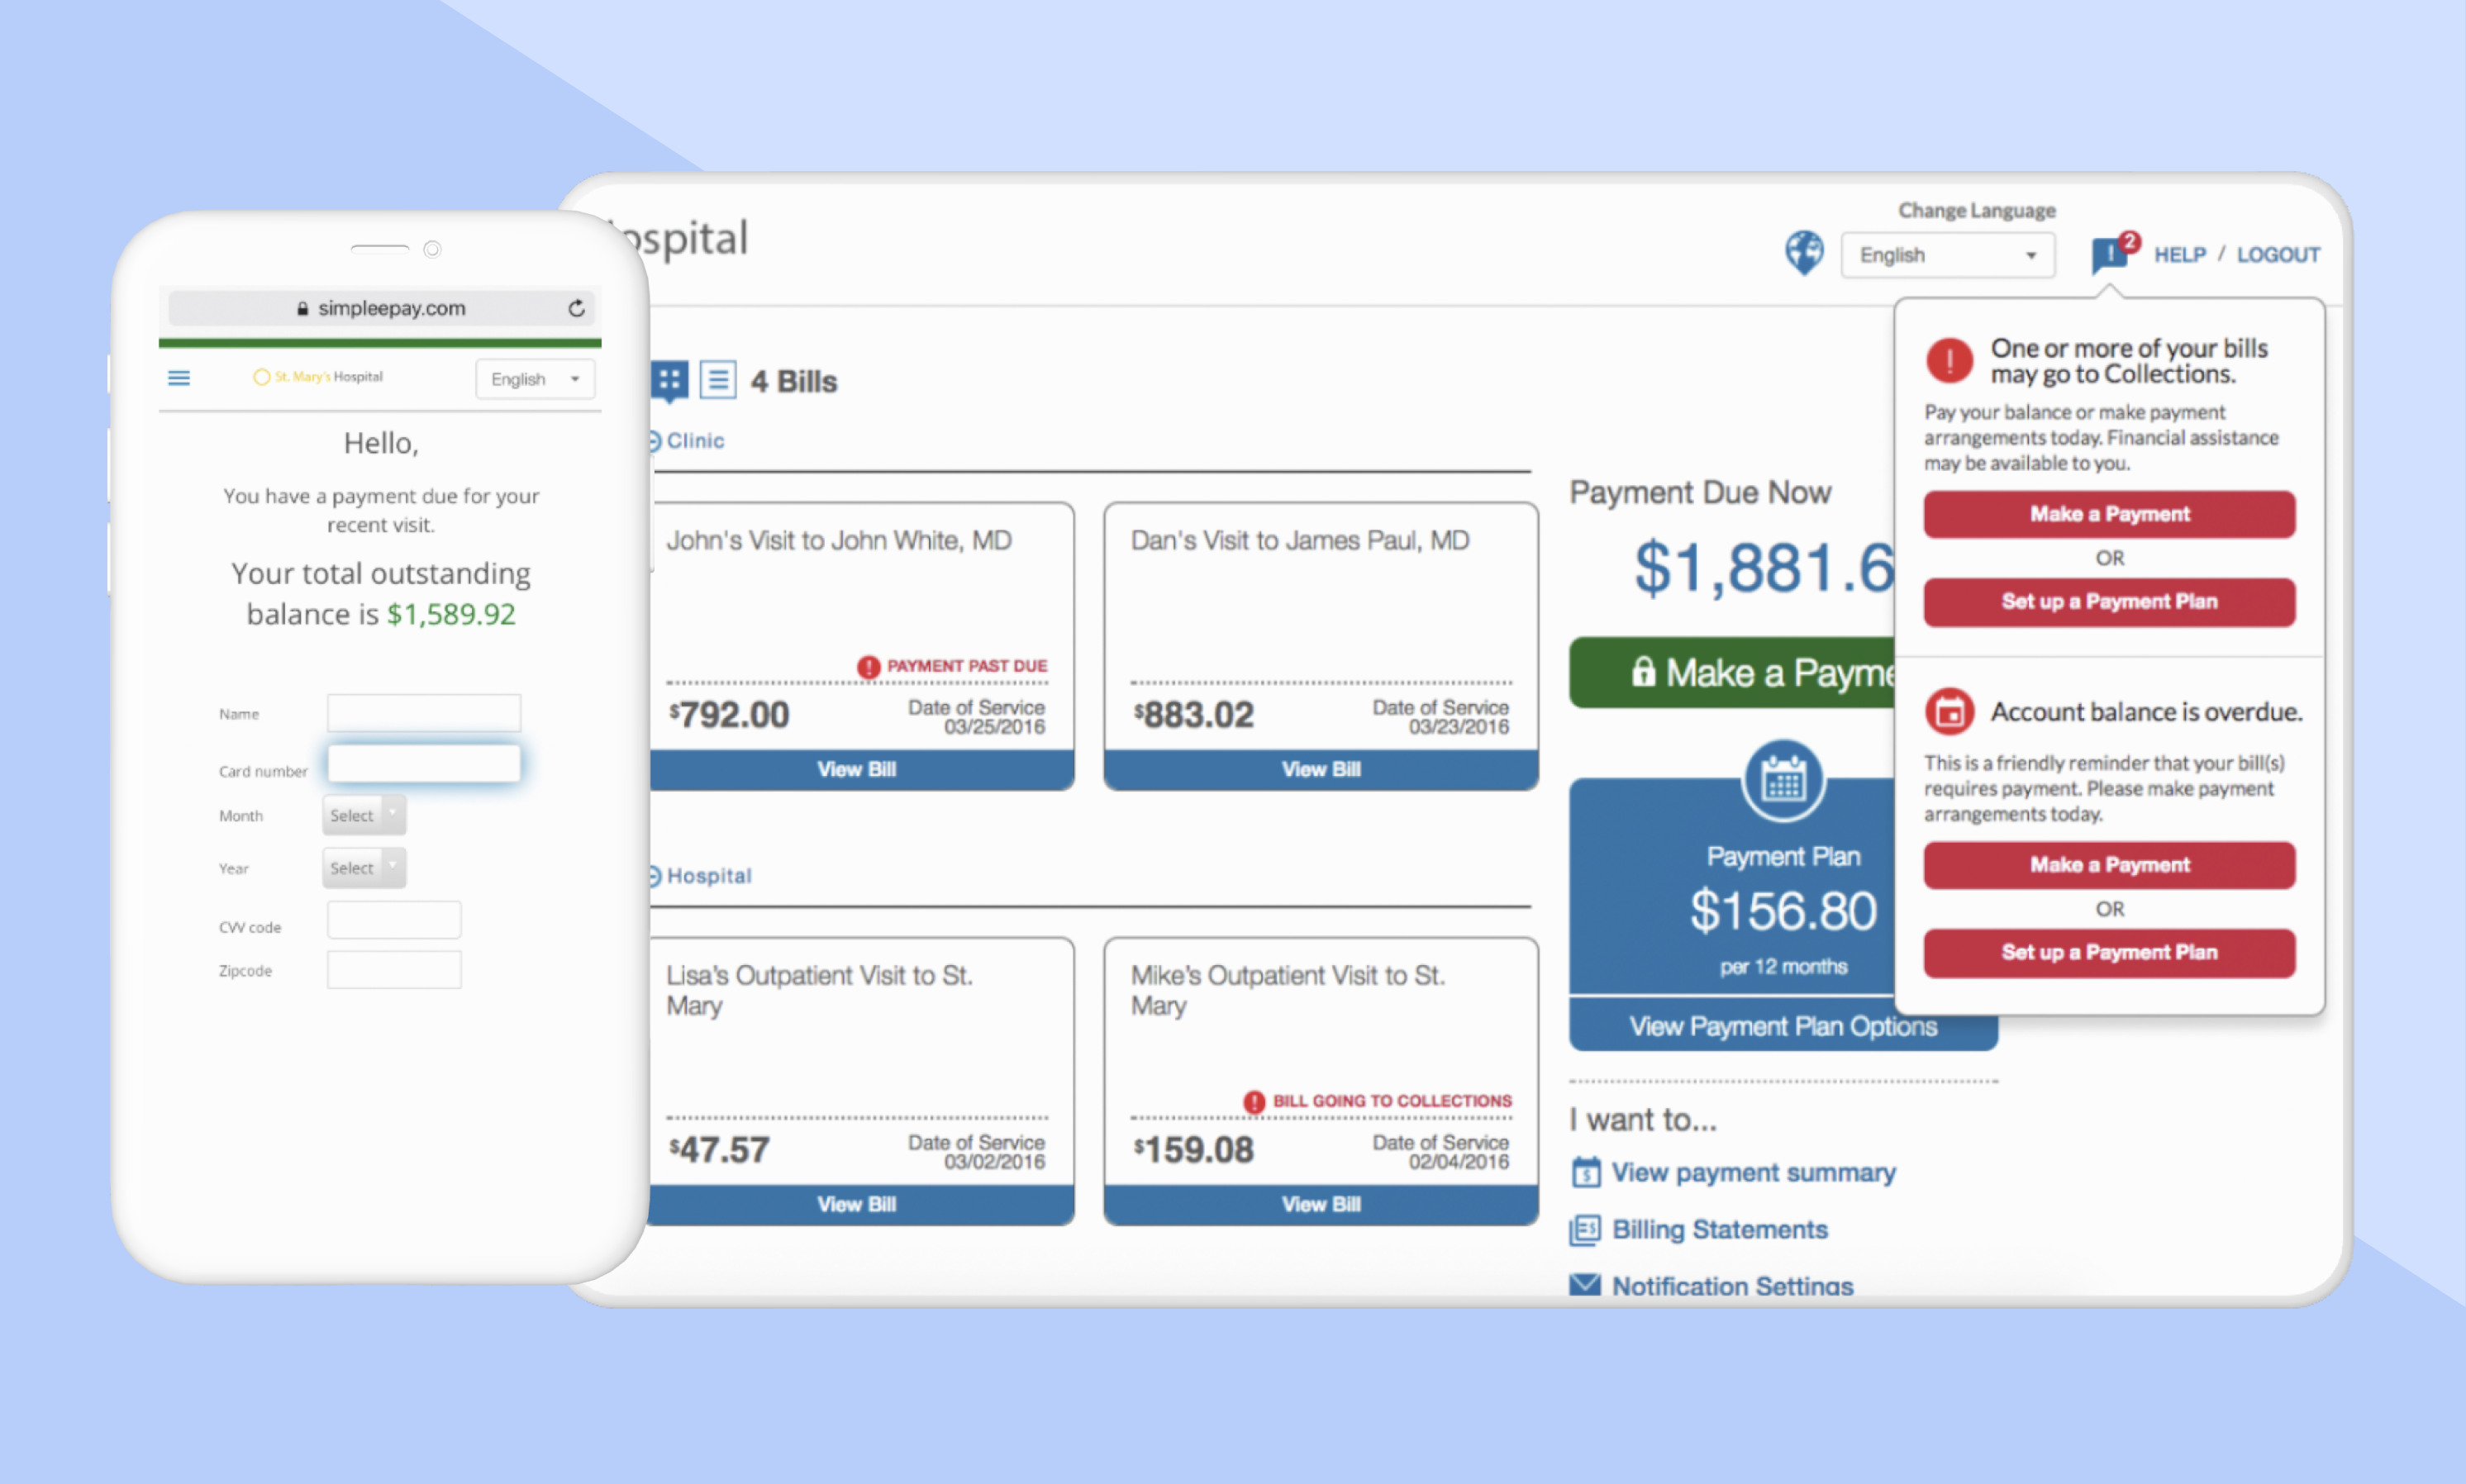 simpleepay.com
St. Mary's Hospital
English
Hello,
You have a payment due for your
recent visit.
Your total outstanding
balance is $1,589.92
Name
Card number
Month
Select
Year
Select
CVV code
Zipcode
ospital
Change Language
English
2
HELP / LOGOUT
4 Bills
Clinic
John's Visit to John White, MD
PAYMENT PAST DUE
$792.00
Date of Service
03/25/2016
View Bill
Dan's Visit to James Paul, MD
$883.02
Date of Service
03/23/2016
View Bill
Hospital
Lisa's Outpatient Visit to St.
Mary
$47.57
Date of Service
03/02/2016
View Bill
Mike's Outpatient Visit to St.
Mary
BILL GOING TO COLLECTIONS
$159.08
Date of Service
02/04/2016
View Bill
Payment Due Now
$1,881.6
Make a Payme
Payment Plan
$156.80
per 12 months
View Payment Plan Options
I want to...
View payment summary
Billing Statements
Notification Settings
One or more of your bills
may go to Collections.
Pay your balance or make payment
arrangements today. Financial assistance
may be available to you.
Make a Payment
OR
Set up a Payment Plan
Account balance is overdue.
This is a friendly reminder that your bill(s)
requires payment. Please make payment
arrangements today.
Make a Payment
OR
Set up a Payment Plan